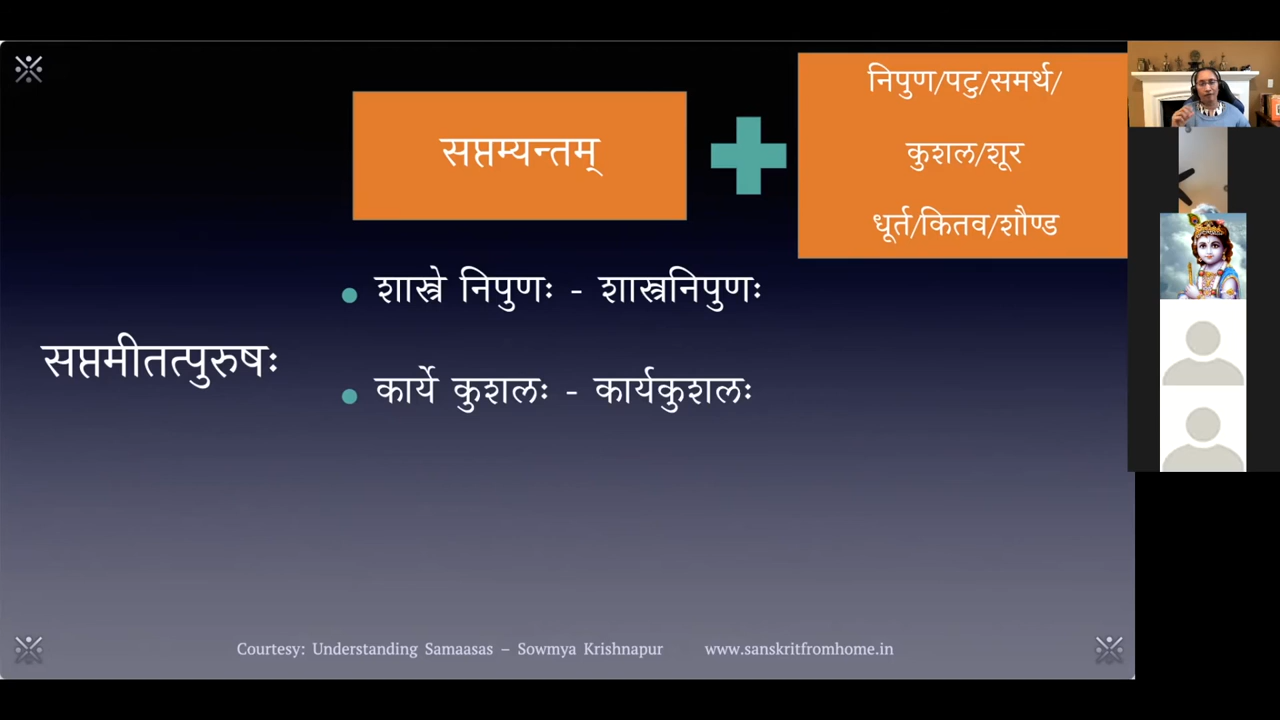 सप्तम्यन्तम्
निपुण/पटु/समर्थ/
कुशल/शूर
धूर्त/कितव/शौण्ड
शास्त्रे निपुणः - शास्त्रनिपुणः
सप्तमीतत्पुरुषः
कार्ये कुशलः - कार्यकुशलः
Courtesy: Understanding Samaasas – Sowmya Krishnapur www.sanskritfromhome.in